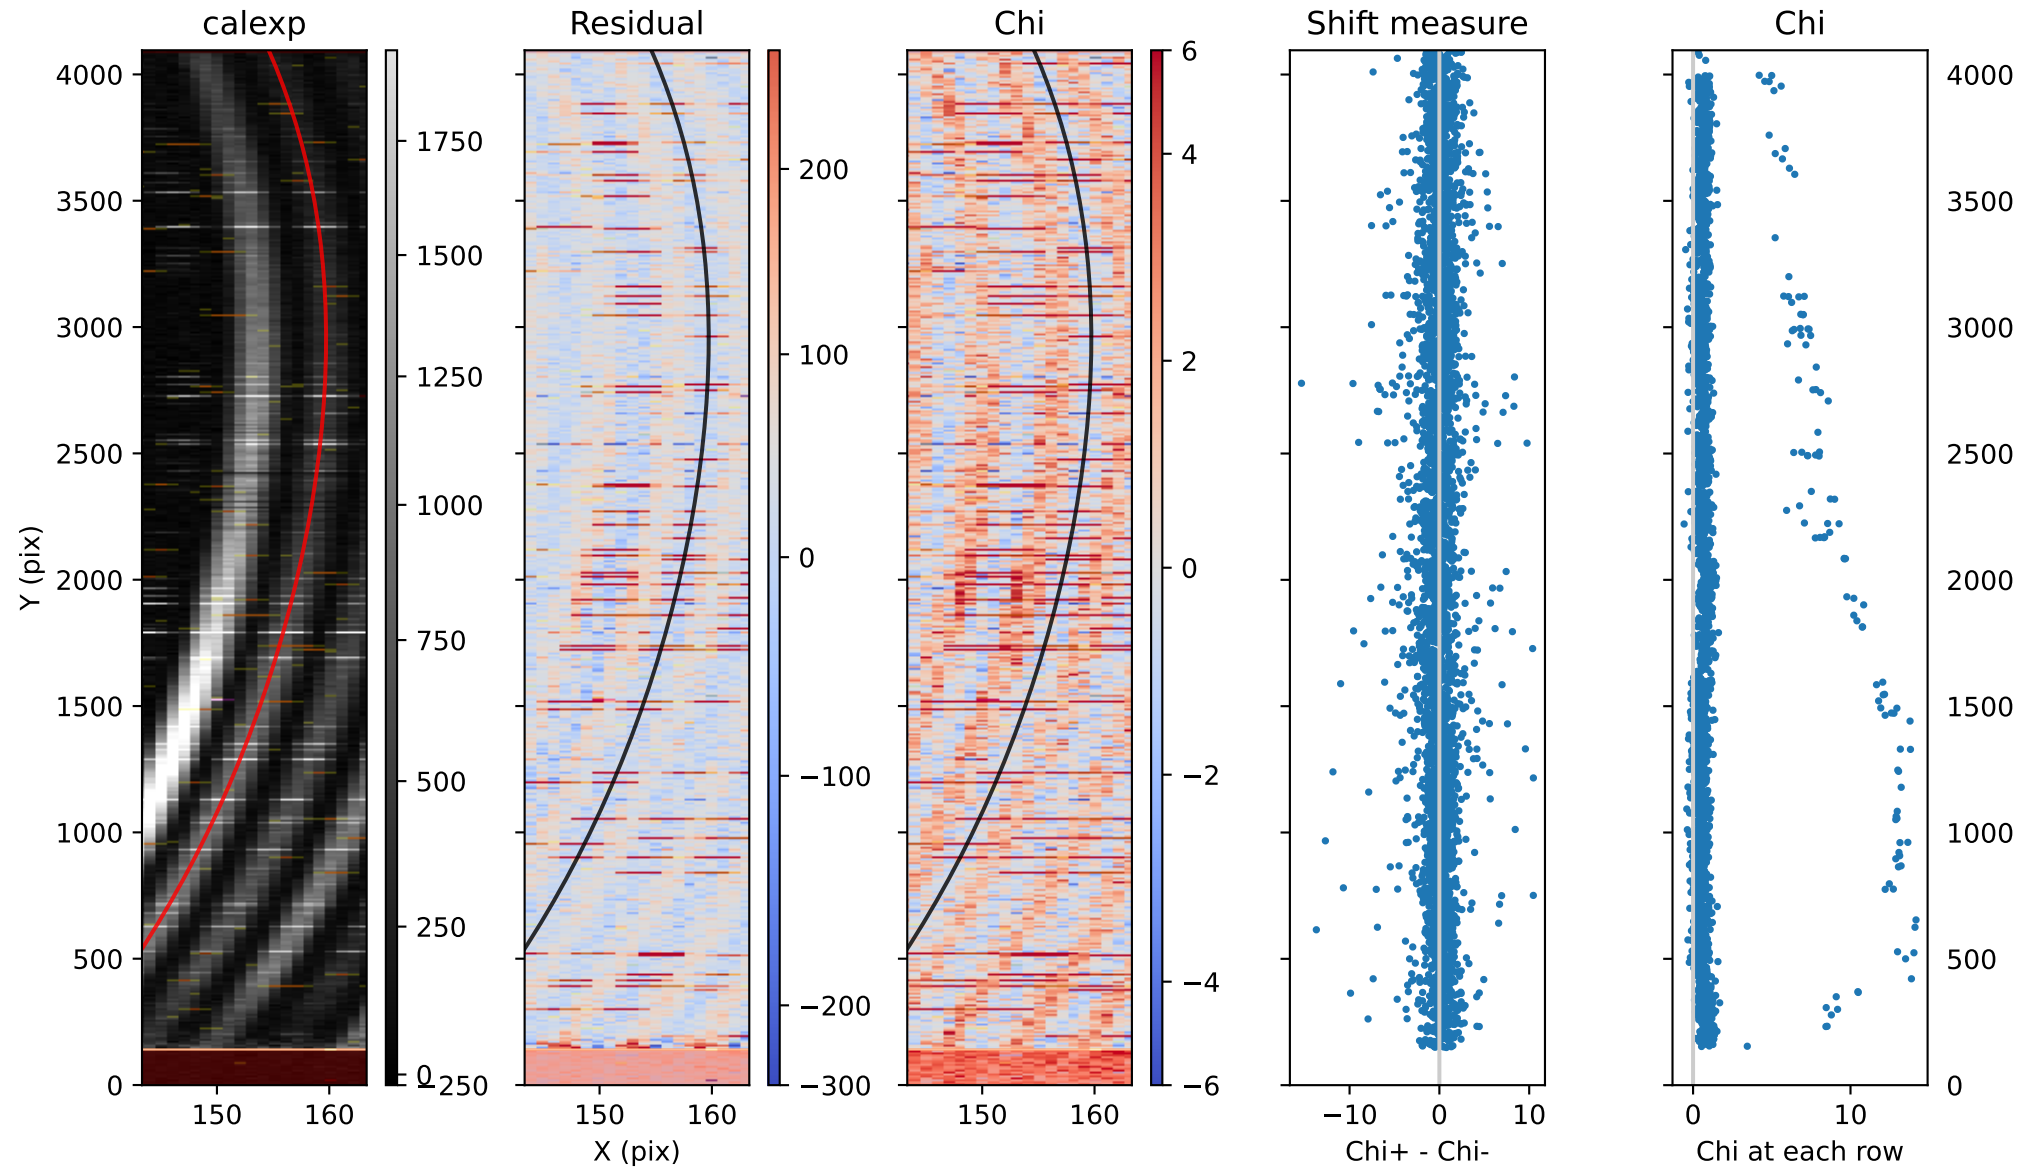 calexp Residual Chi Shift measure Chi
4000 1750 200 6 4000
3500 1500 4 3500
3000 1250 100 2 3000
2500 1000 0 0 2500
2000 750 2000
1500 500 −100 −2 1500
1000 250 −200 −4 1000
500 500
0 0 −250 −300 −6 0
150 160 150 160 150 160 −10 0 10 0 10
Y (pix)
X (pix) Chi+ - Chi- Chi at each row